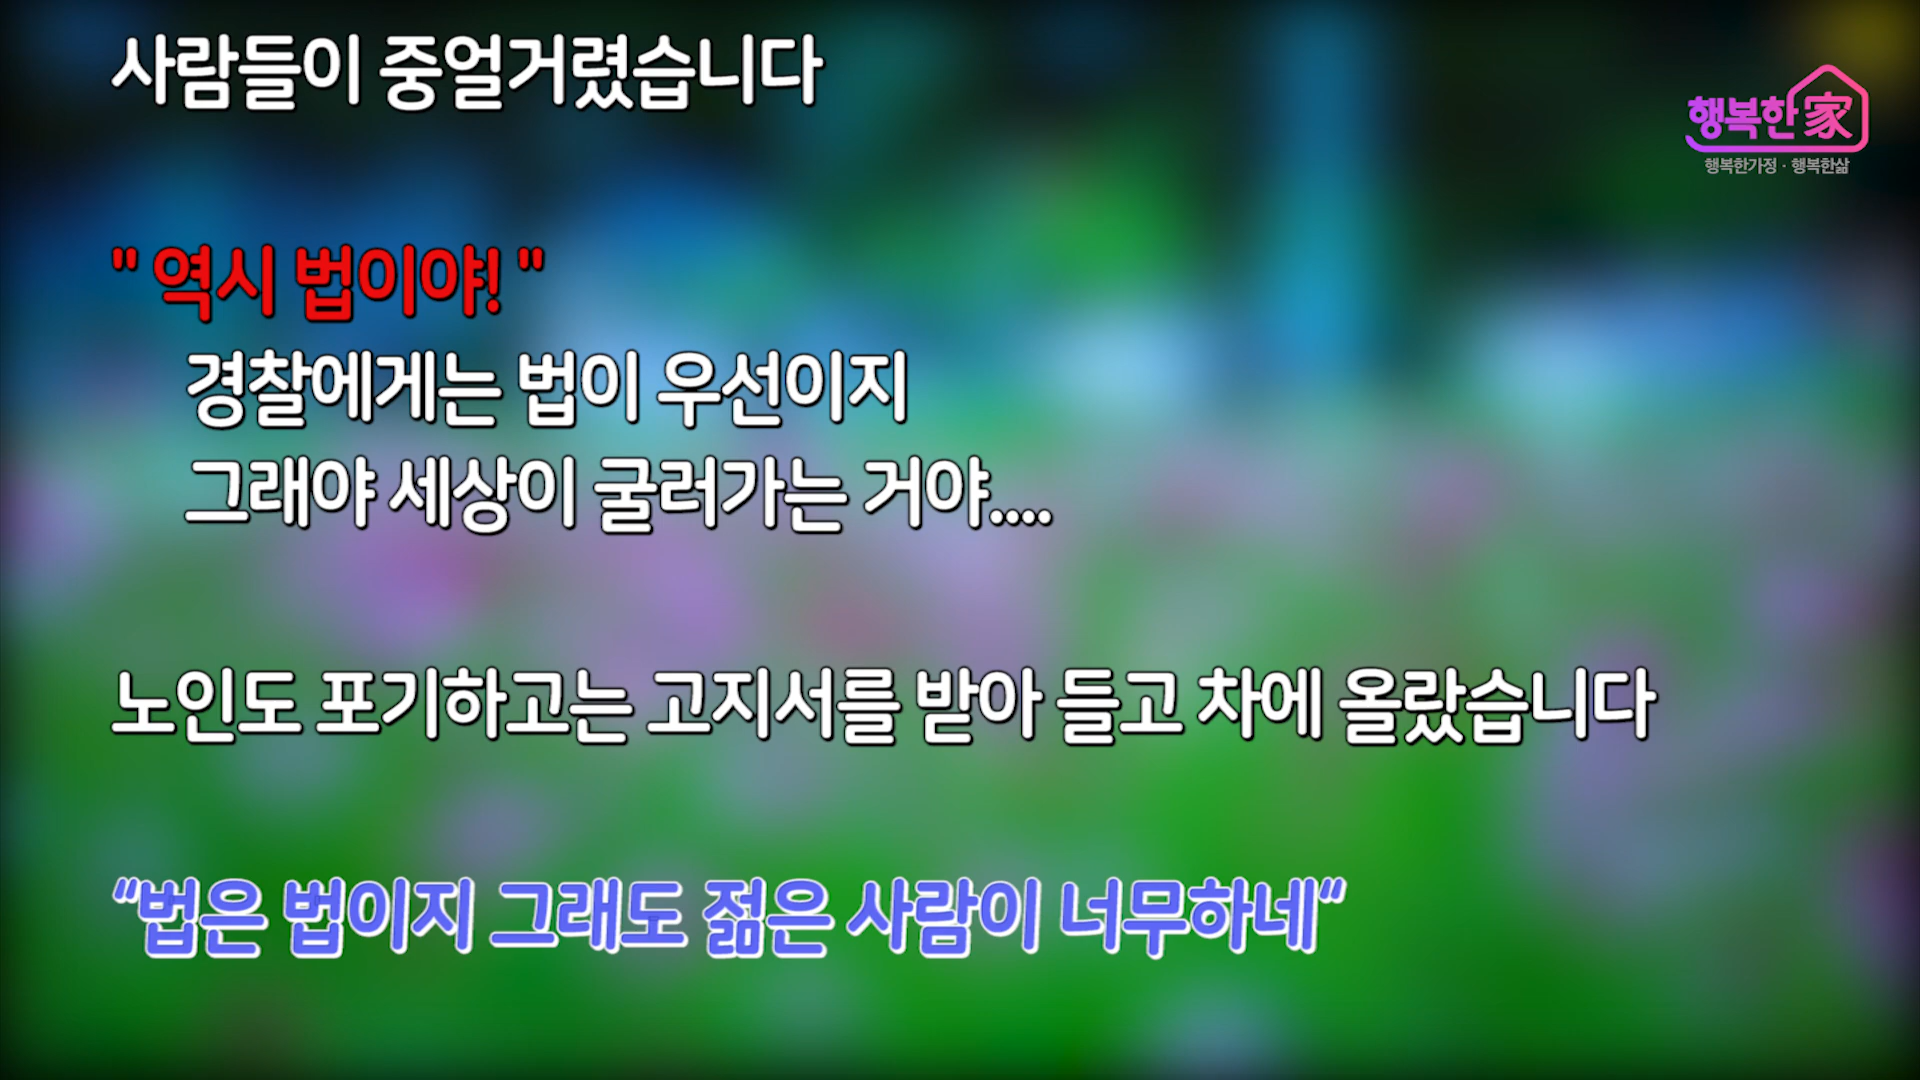 사람들이 중얼거렸습니다
행복한家
행복한가정 · 행복한삶
" 역시 법이야! "
경찰에게는 법이 우선이지
그래야 세상이 굴러가는 거야....
노인도 포기하고는 고지서를 받아 들고 차에 올랐습니다
“법은 법이지 그래도 젊은 사람이 너무하네“